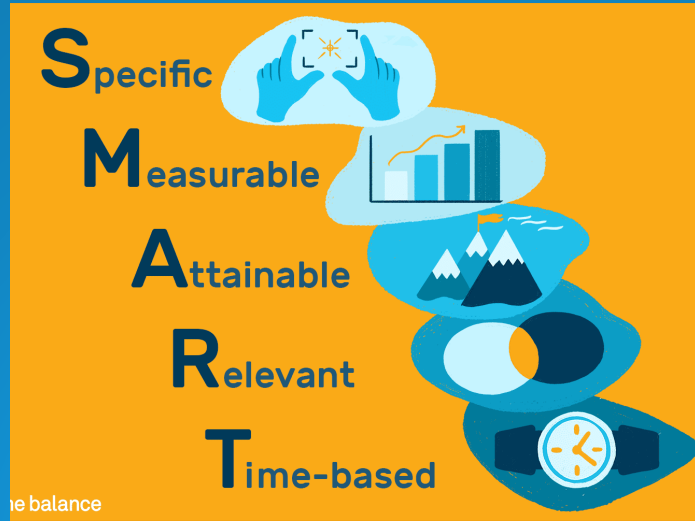 Specific
Measurable
Attainable
Relevant
Time-based
he balance